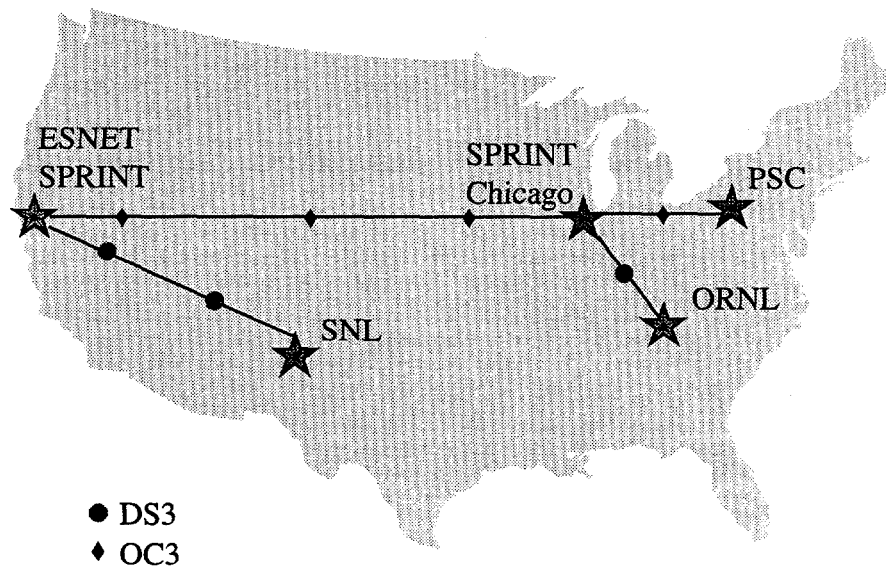 ESNET
SPRINT
SPRINT
Chicago
PSC
SNL
ORNL
DS3
OC3